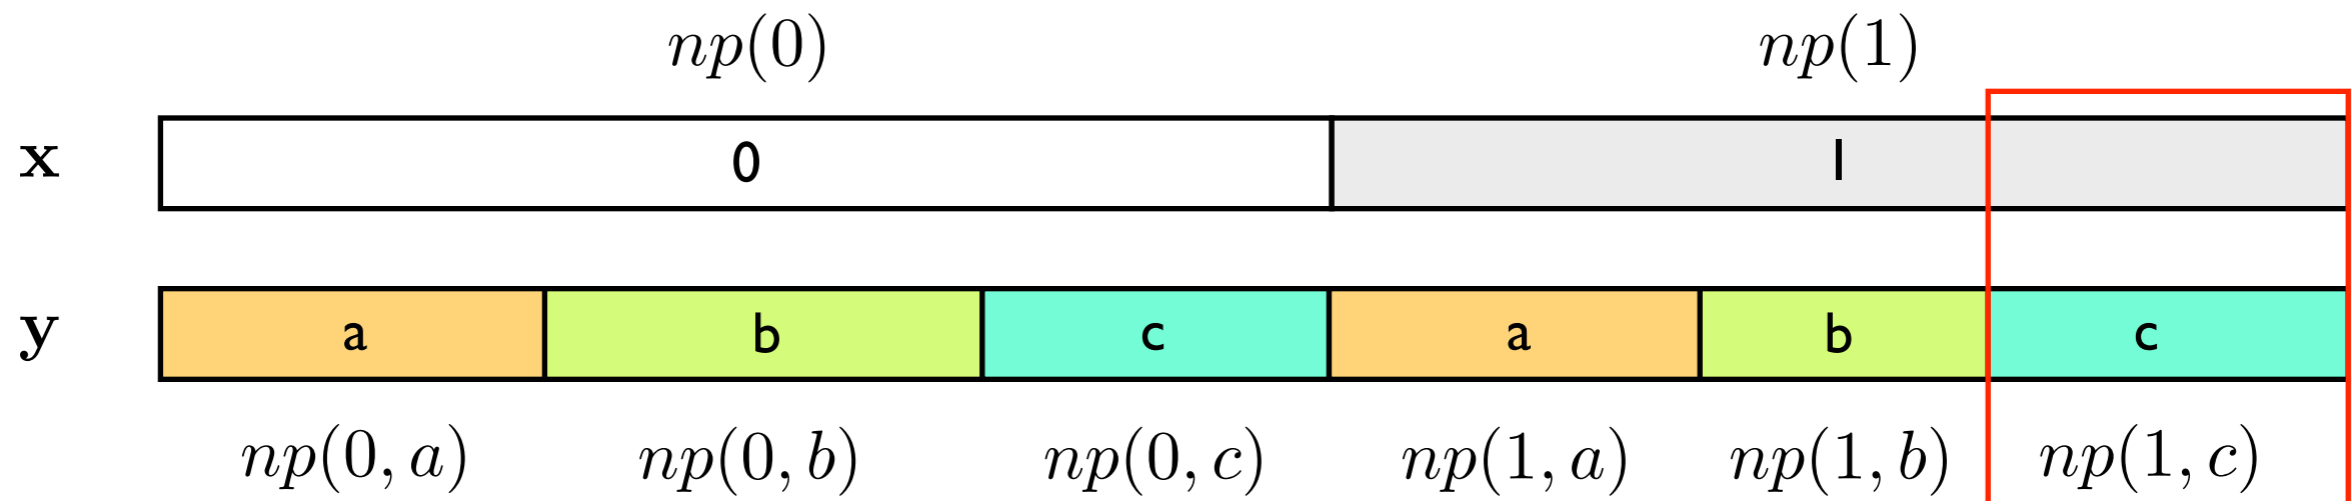 np(0) np(1)
x 0 1
y a b c a b c
np(0, a) np(0, b) np(0, c) np(1, a) np(1, b) np(1, c)